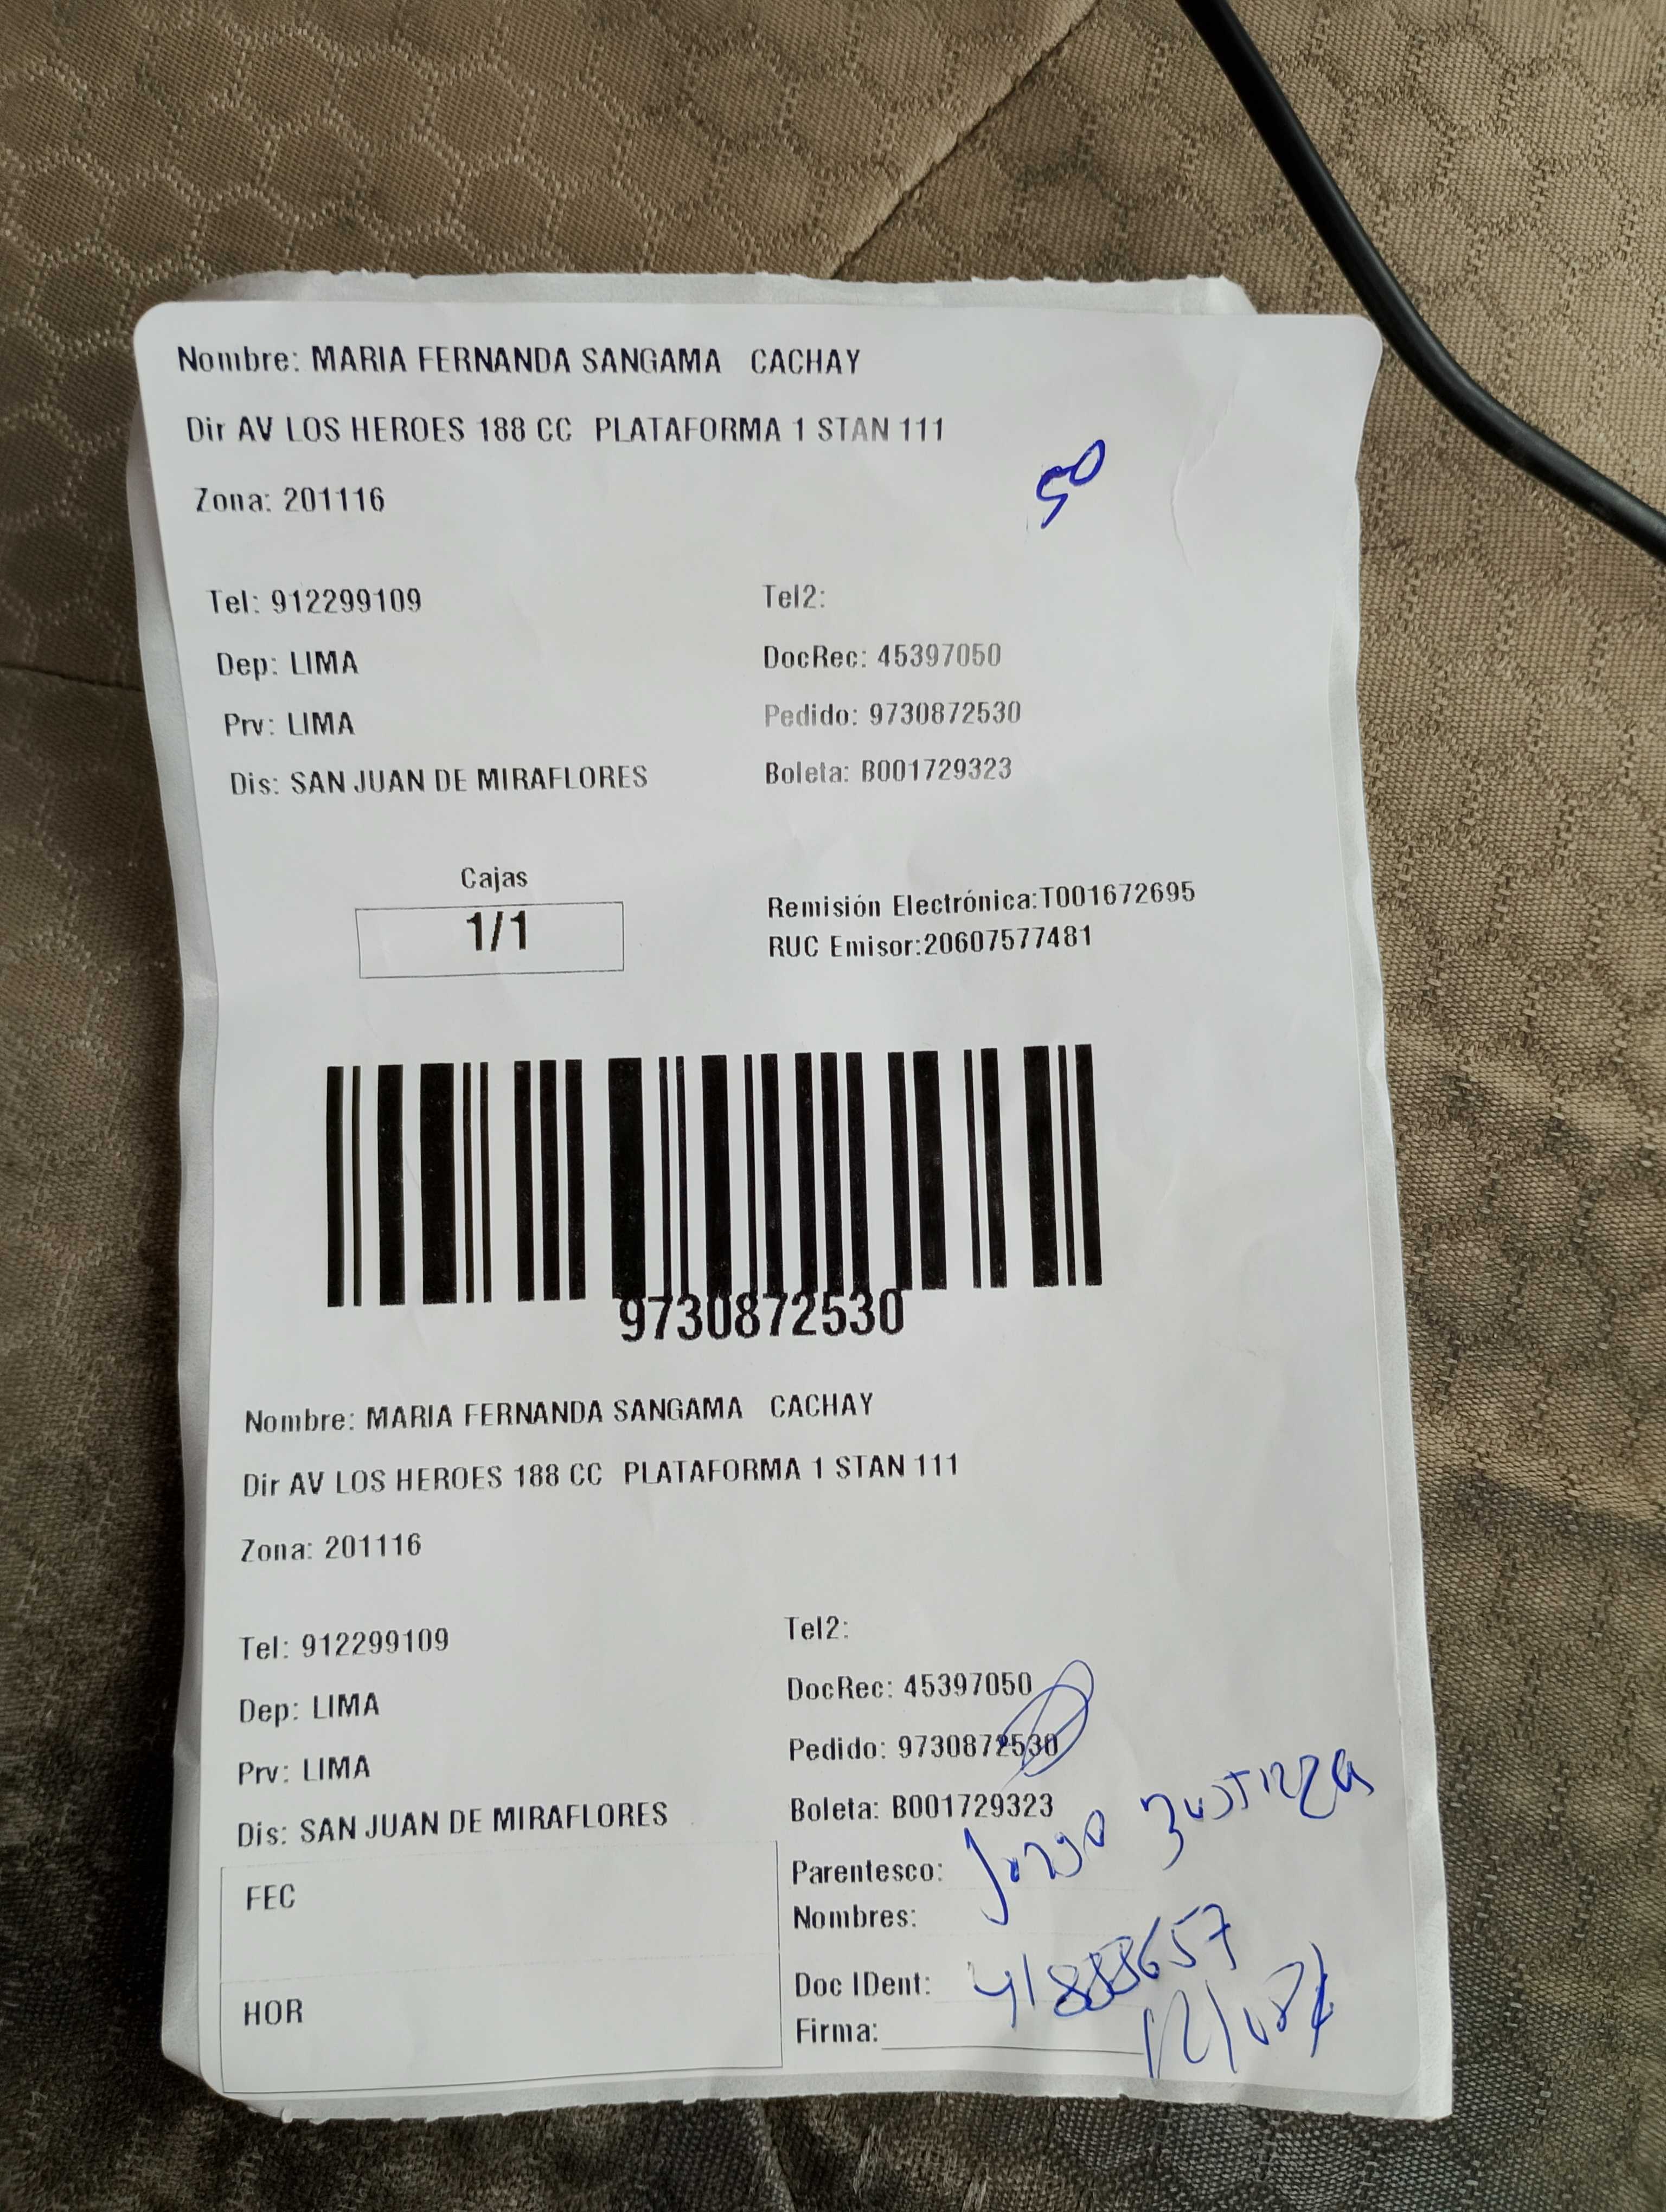 Nombre: MARIA FERNANDA SANGAMA CACHAY
Dir AV LOS HEROES 188 CC PLATAFORMA 1 STAN 111
50
Zona: 201116
Tel: 912299109 Tel2:
Dep: LIMA DocRec: 45397050
Prv: LIMA Pedido: 9730872530
Dis: SAN JUAN DE MIRAFLORES Boleta: B001729323
Cajas
1/1
Remisión Electrónica:T001672695
RUC Emisor:20607577481
9730872530
Nombre: MARIA FERNANDA SANGAMA CACHAY
Dir AV LOS HEROES 188 CC PLATAFORMA 1 STAN 111
Zona: 201116
Tel: 912299109 Tel2:
Dep: LIMA DocRec: 45397050
Prv: LIMA Pedido: 9730872530
Dis: SAN JUAN DE MIRAFLORES Boleta: B001729323
FEC
HOR
Parentesco:
Nombres:
Doc IDent: 41888657
Firma: